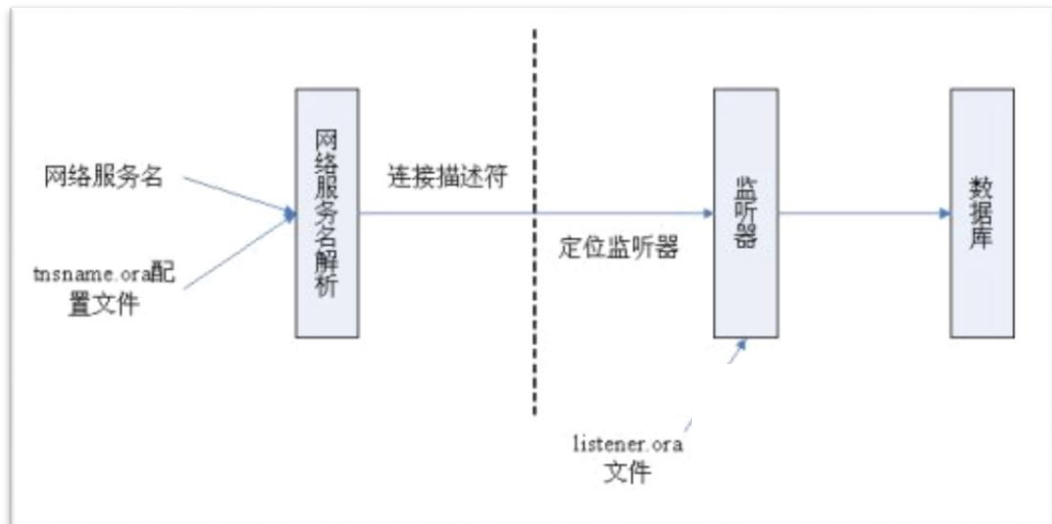 网络服务名
tnsname.ora配
置文件
网络服务名解析
连接描述符
定位监听器
监听器
listener.ora
文件
数据库